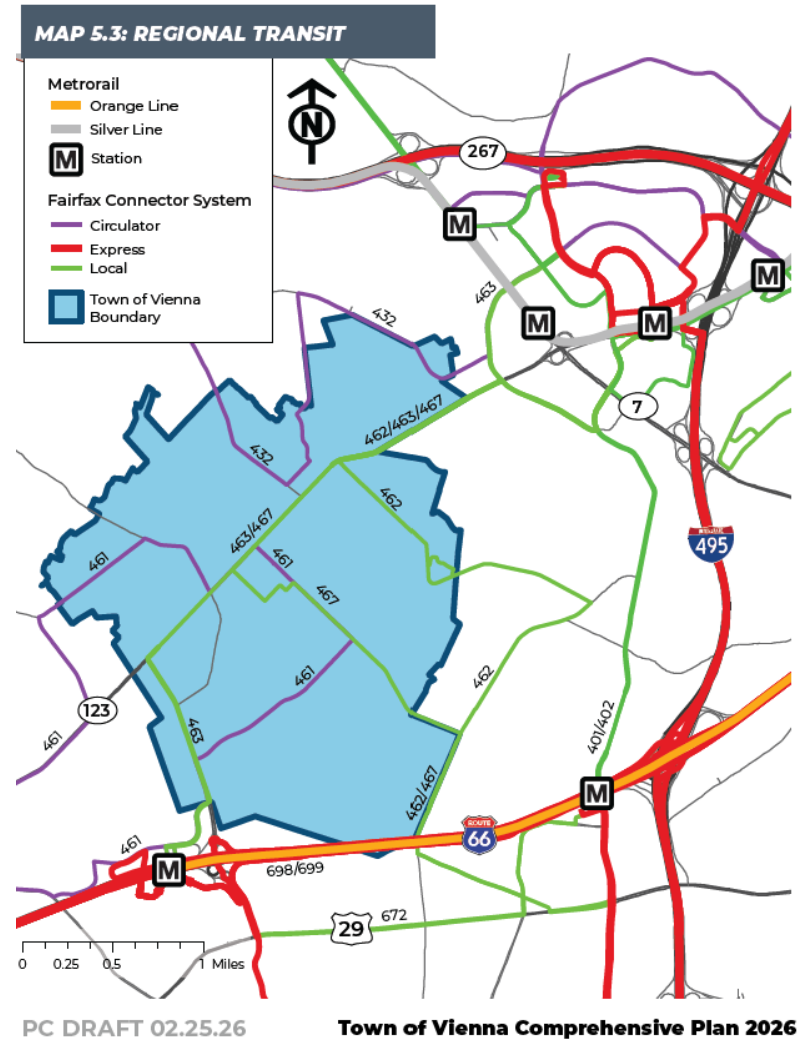 MAP 5.3: REGIONAL TRANSIT
Metrorail
Orange Line
Silver Line
M Station
Fairfax Connector System
Circulator
Express
Local
Town of Vienna
Boundary
N
267
M
M
463
M
M
432
7
462/463/467
432
462
463/467
INTERSTATE
495
461
461
467
461
462
123
463
401/402
461
462/467
M
ROUTE
66
461
M
698/699
672
29
0 0.25 0.5 1 Miles
PC DRAFT 02.25.26
Town of Vienna Comprehensive Plan 2026